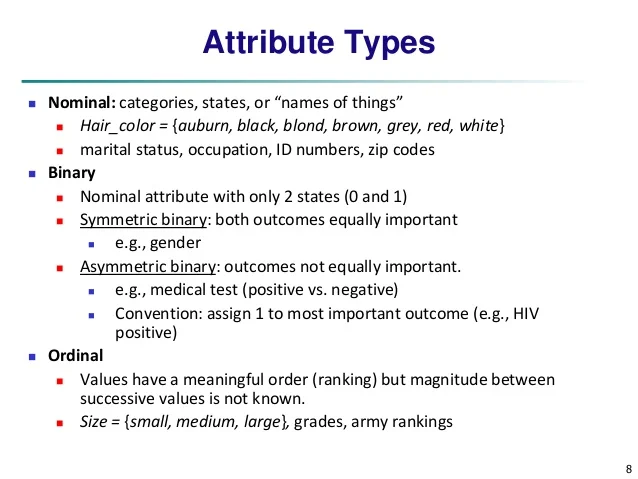 Attribute Types
Nominal: categories, states, or “names of things”
Hair_color = {auburn, black, blond, brown, grey, red, white}
marital status, occupation, ID numbers, zip codes
Binary
Nominal attribute with only 2 states (0 and 1)
Symmetric binary: both outcomes equally important
e.g., gender
Asymmetric binary: outcomes not equally important.
e.g., medical test (positive vs. negative)
Convention: assign 1 to most important outcome (e.g., HIV
positive)
Ordinal
Values have a meaningful order (ranking) but magnitude between
successive values is not known.
Size = {small, medium, large}, grades, army rankings
8